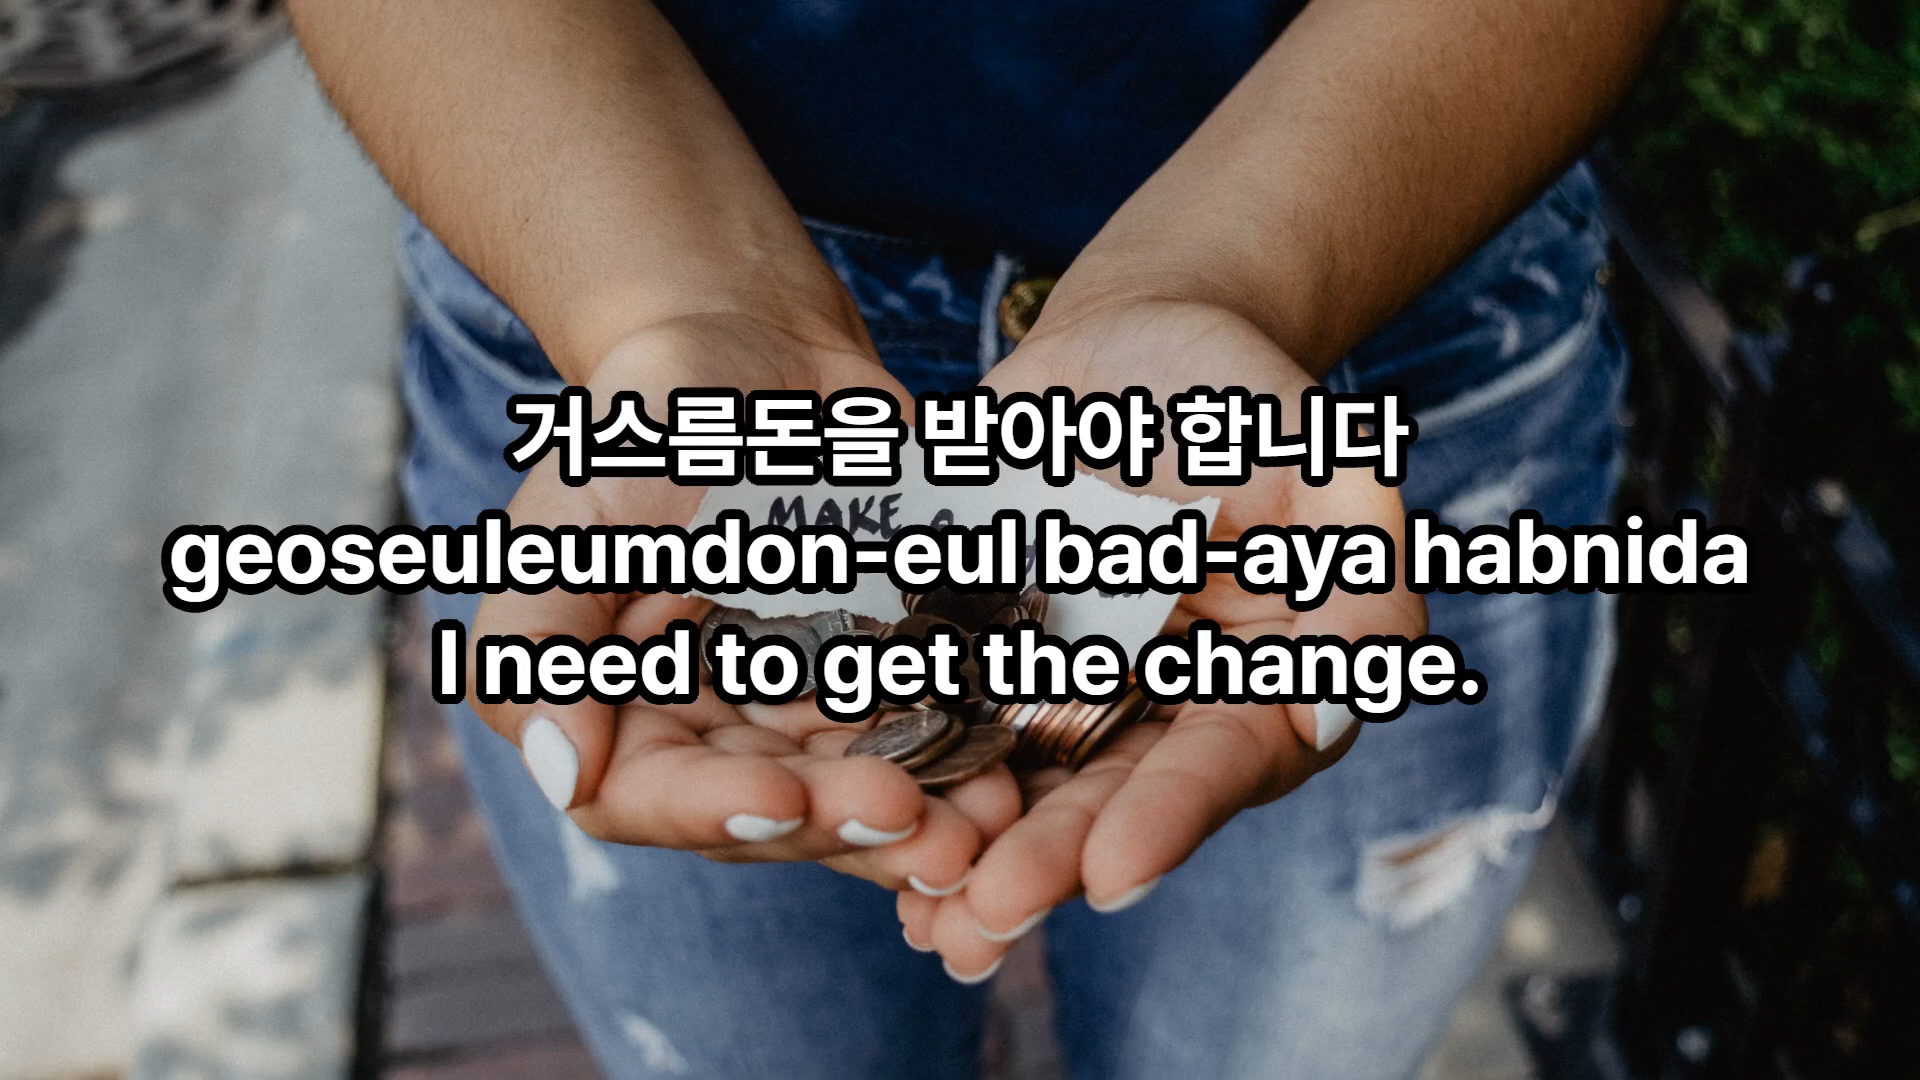 거스름돈을 받아야 합니다
MAKE a
geoseuleumdon-eul bad-aya habnida
I need to get the change.